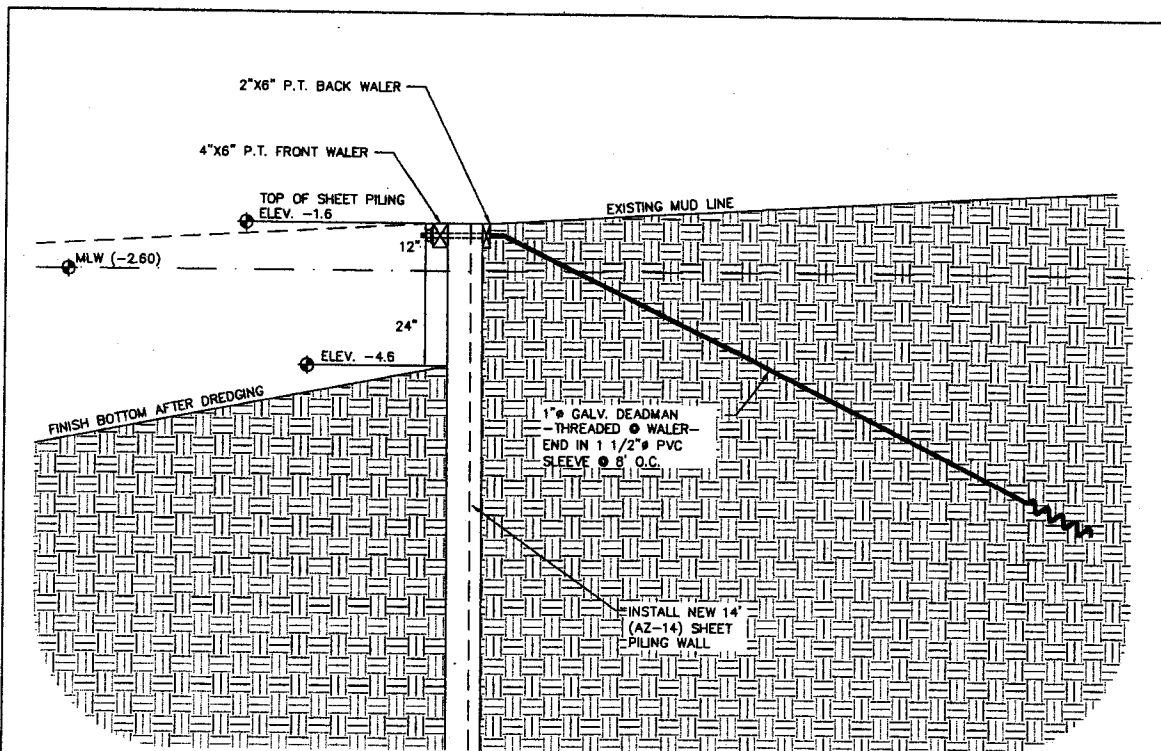 2"X6" P.T. BACK WALER
4"X6" P.T. FRONT WALER
TOP OF SHEET PILING
ELEV. -1.6
EXISTING MUD LINE
12"
MLW (-2.60)
24"
ELEV. -4.6
FINISH BOTTOM AFTER DREDGING
1"ø GALV. DEADMAN
-THREADED @ WALER-
END IN 1 1/2"ø PVC
SLEEVE @ 8' O.C.
INSTALL NEW 14'
(AZ-14) SHEET
PILING WALL